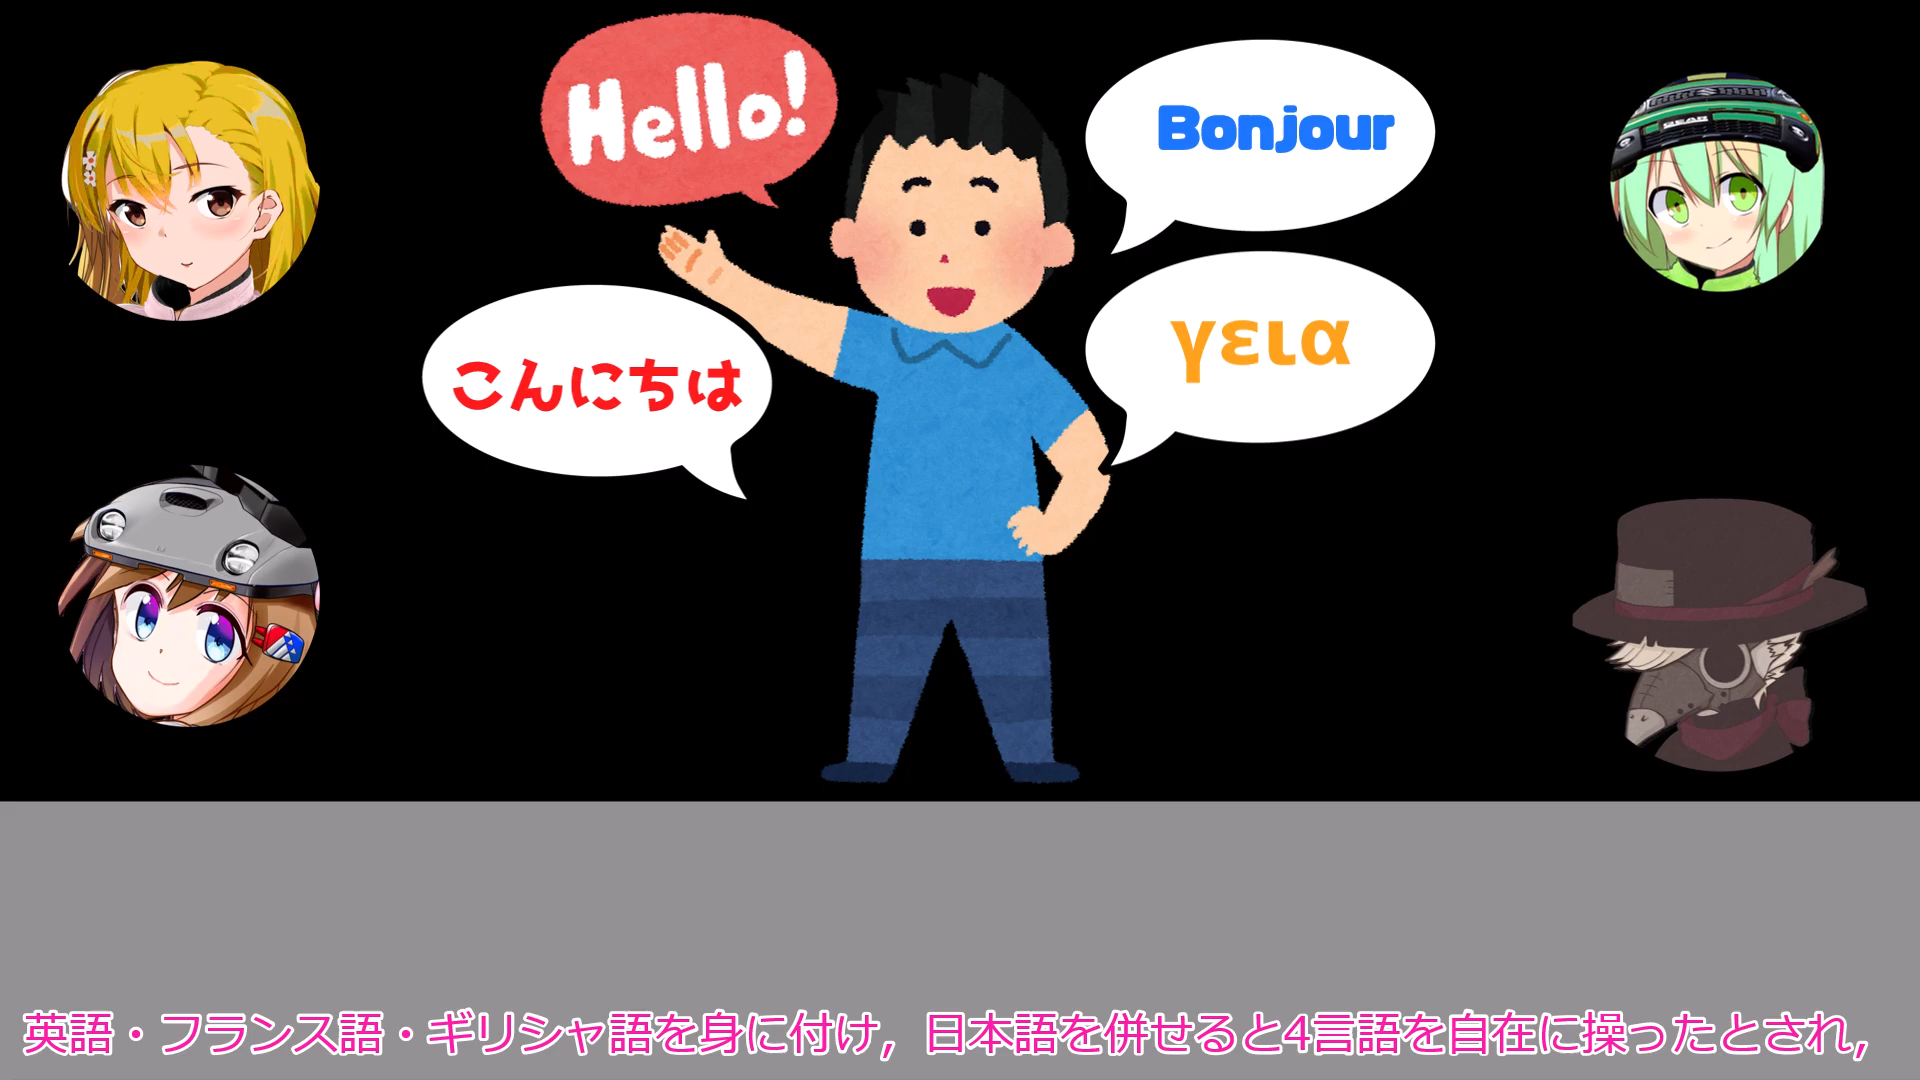 Hello!
Bonjour
γεια
こんにちは
GEAR
英語・フランス語・ギリシャ語を身に付け，日本語を併せると4言語を自在に操ったとされ，